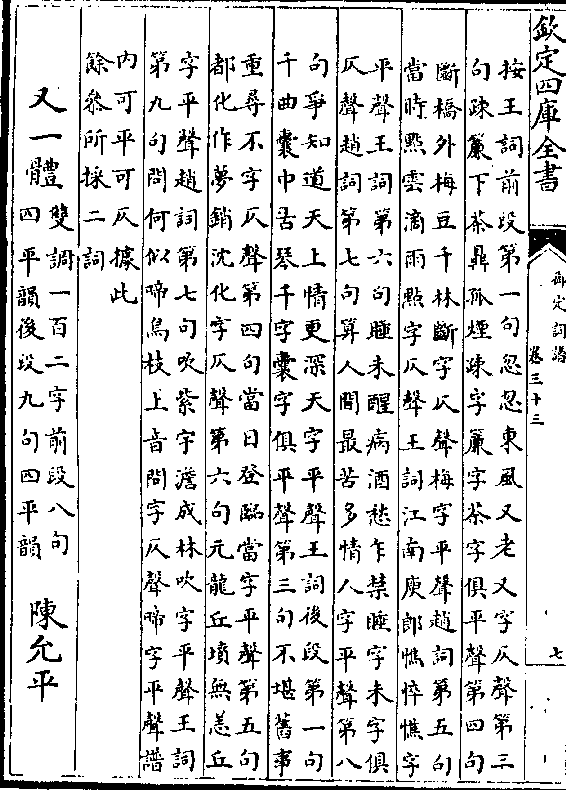 欽定四庫全書
御定詞譜
卷三十三
七
按王詞前段第一句忽忽東風又老又字仄聲第三
句疎簾下茶鼎孤煙疎字簾字茶字俱平聲第四句
斷橋外梅豆千林斷字仄聲梅字平聲趙詞第五句
當時點雲滴雨點字仄聲王詞江南庾郎憔悴憔字
平聲王詞第六句睡未醒病酒愁乍禁睡字未字俱
仄聲趙詞第七句算人間最苦多情人字平聲第八
句爭知道天上情更深天字平聲王詞後段第一句
千曲囊中古琴千字囊字俱平聲第三句不堪舊事
重尋不字仄聲第四句當日登臨當字平聲第五句
都化作夢銷沈化字仄聲第六句元龍丘墳無恙丘
字平聲趙詞第七句吹紫宇澹成林吹字平聲王詞
第九句問何似啼烏枝上音問字仄聲啼字平聲譜
內可平可仄據此
餘參所採二詞
又一體
雙調一百二字前段八句
四平韻後段九句四平韻
陳允平